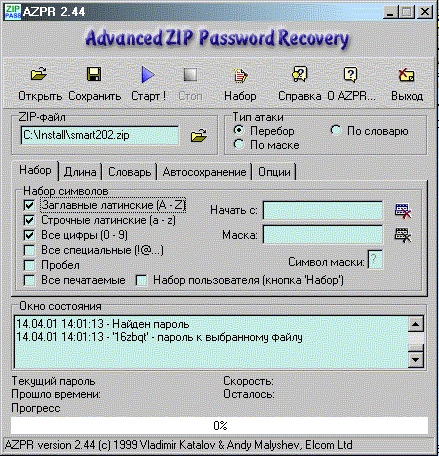 AZPR 2.44
Advanced ZIP Password Recovery
Открыть Сохранить Старт ! Стоп Набор Справка О AZPR... Выход
ZIP-файл
C:\Install\smart202.zip
Тип атаки
Перебор По словарю
По маске
Набор Длина Словарь Автосохранение Опции
Набор символов
Заглавные латинские (A - Z)
Строчные латинские (a - z)
Все цифры (0 - 9)
Все специальные (!@...)
Пробел
Все печатаемые Набор пользователя (кнопка 'Набор')
Начать с:
Маска:
Символ маски: ?
Окно состояния
14.04.01 14:01:13 - Найден пароль
14.04.01 14:01:13 - '16zbqt' - пароль к выбранному файлу
Текущий пароль Скорость:
Прошло времени: Осталось:
Прогресс
0%
AZPR version 2.44 (c) 1999 Vladimir Katalov & Andy Malyshev, Elcom Ltd